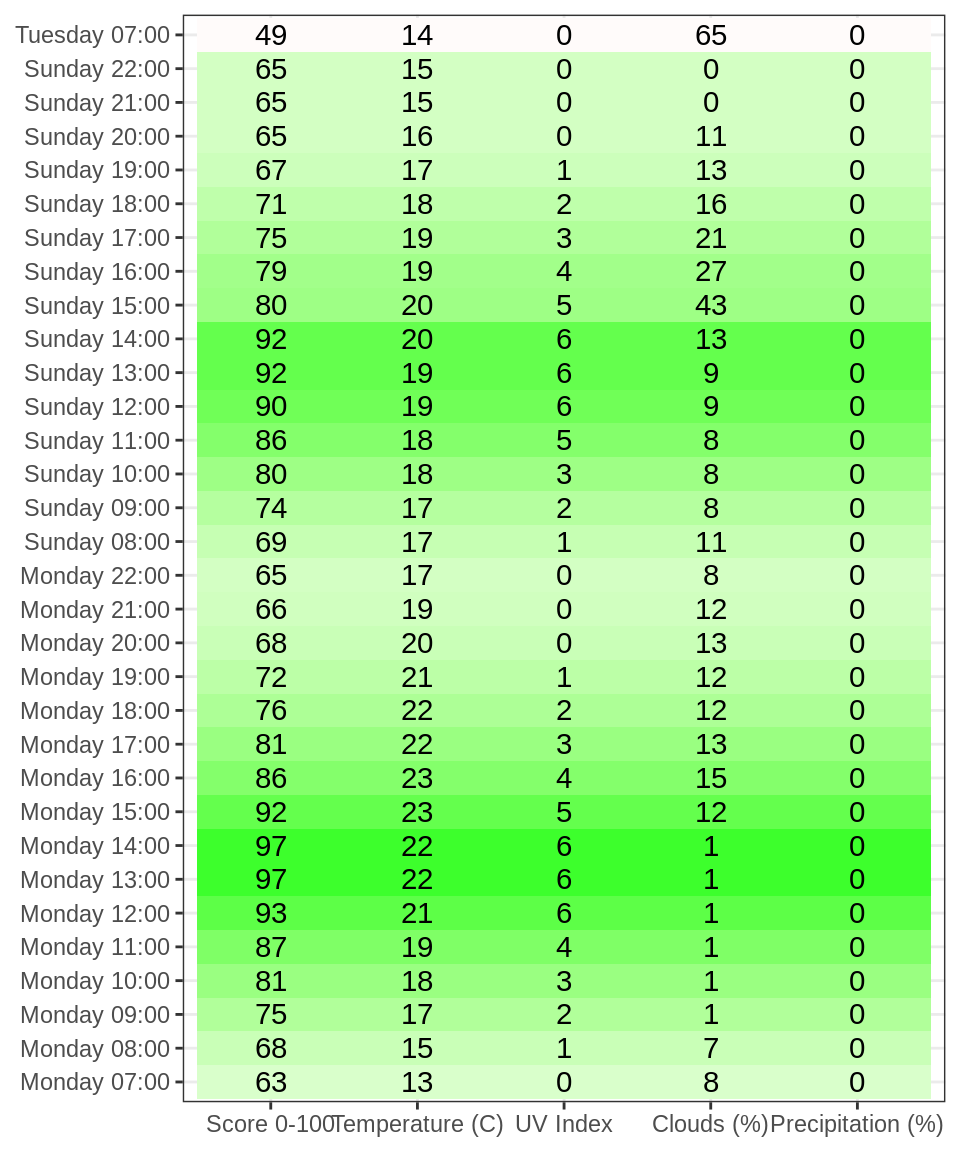 Tuesday 07:00 49 14 0 65 0
Sunday 22:00 65 15 0 0 0
Sunday 21:00 65 15 0 0 0
Sunday 20:00 65 16 0 11 0
Sunday 19:00 67 17 1 13 0
Sunday 18:00 71 18 2 16 0
Sunday 17:00 75 19 3 21 0
Sunday 16:00 79 19 4 27 0
Sunday 15:00 80 20 5 43 0
Sunday 14:00 92 20 6 13 0
Sunday 13:00 92 19 6 9 0
Sunday 12:00 90 19 6 9 0
Sunday 11:00 86 18 5 8 0
Sunday 10:00 80 18 3 8 0
Sunday 09:00 74 17 2 8 0
Sunday 08:00 69 17 1 11 0
Monday 22:00 65 17 0 8 0
Monday 21:00 66 19 0 12 0
Monday 20:00 68 20 0 13 0
Monday 19:00 72 21 1 12 0
Monday 18:00 76 22 2 12 0
Monday 17:00 81 22 3 13 0
Monday 16:00 86 23 4 15 0
Monday 15:00 92 23 5 12 0
Monday 14:00 97 22 6 1 0
Monday 13:00 97 22 6 1 0
Monday 12:00 93 21 6 1 0
Monday 11:00 87 19 4 1 0
Monday 10:00 81 18 3 1 0
Monday 09:00 75 17 2 1 0
Monday 08:00 68 15 1 7 0
Monday 07:00 63 13 0 8 0
Score 0-100 Temperature (C) UV Index Clouds (%) Precipitation (%)